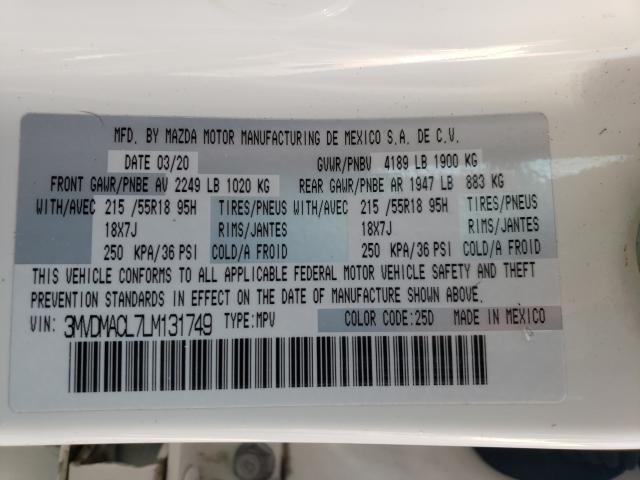 MFD. BY MAZDA MOTOR MANUFACTURING DE MEXICO S.A. DE C.V.
DATE 03/20 GVWR/PNBV 4189 LB 1900 KG
FRONT GAWR/PNBE AV 2249 LB 1020 KG REAR GAWR/PNBE AR 1947 LB 883 KG
WITH/AVEC 215 /55R18 95H TIRES/PNEUS WITH/AVEC 215 /55R18 95H TIRES/PNEUS
18X7J RIMS/JANTES 18X7J RIMS/JANTES
250 KPA/36 PSI COLD/A FROID 250 KPA/36 PSI COLD/A FROID
THIS VEHICLE CONFORMS TO ALL APPLICABLE FEDERAL MOTOR VEHICLE SAFETY AND THEFT
PREVENTION STANDARDS IN EFFECT ON THE DATE OF MANUFACTURE SHOWN ABOVE.
VIN: 3MVDMACL7LM131749 TYPE: MPV COLOR CODE:25D MADE IN MEXICO